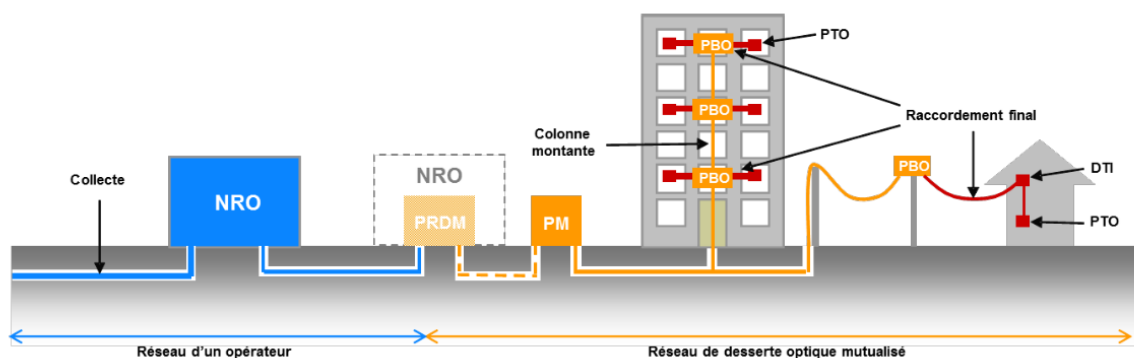 PBO
PTO
PBO
Raccordement final
Colonne
montante
PBO
PBO
DTI
PTO
Collecte
NRO
NRO
PRDM
PM
Réseau d'un opérateur
Réseau de desserte optique mutualisé